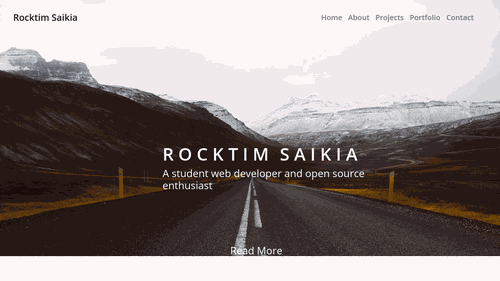 Rocktim Saikia
Home About Projects Portfolio Contact
ROCKTIM SAIKIA
A student web developer and open source
enthusiast
Read More